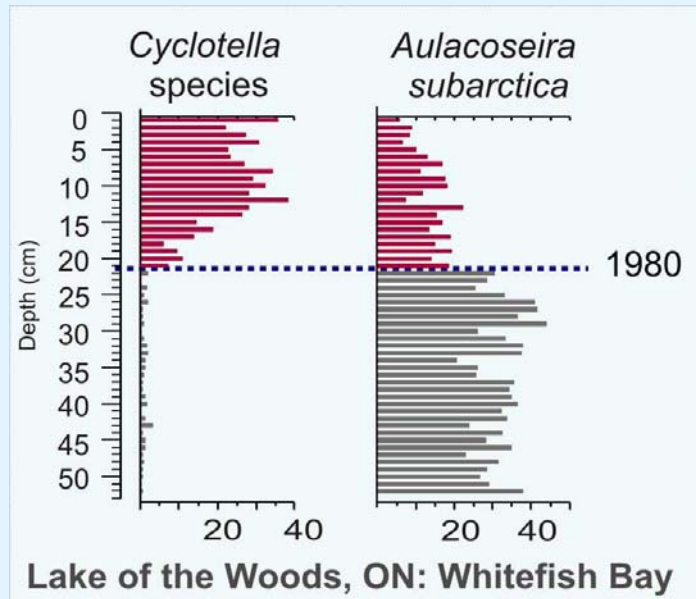 Cyclotella
species
Aulacoseira
subarctica
0
5
10
15
20
25
30
35
40
45
50
Depth (cm)
1980
20 40
20 40
Lake of the Woods, ON: Whitefish Bay